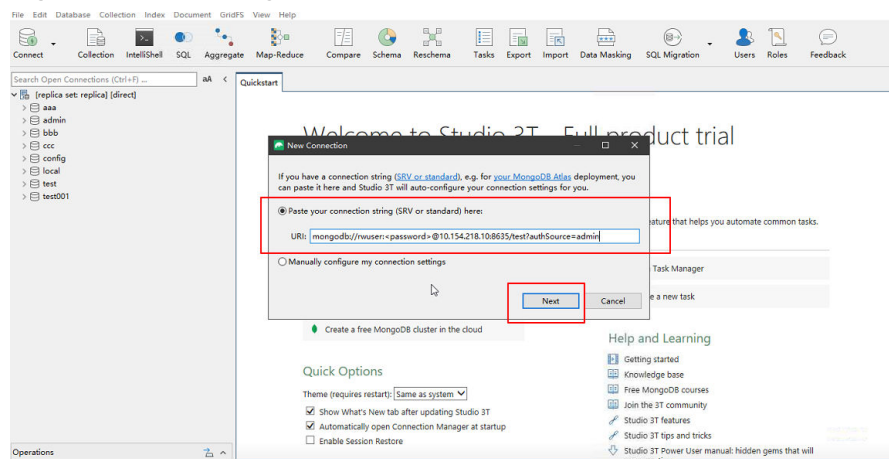 File Edit Database Collection Index Document GridFS View Help
Connect Collection IntelliShell SQL Aggregate Map-Reduce Compare Schema Reschema Tasks Export Import Data Masking SQL Migration Users Roles Feedback
Search Open Connections (Ctrl+F) ... aA <
Quickstart
[replica set: replica] [direct]
aaa
admin
bbb
ccc
config
local
test
test001
Welcome to Studio 3T - Full product trial
New Connection
If you have a connection string (SRV or standard), e.g. for your MongoDB Atlas deployment, you
can paste it here and Studio 3T will auto-configure your connection settings for you.
Paste your connection string (SRV or standard) here:
URI: mongodb://rwuser:<password>@10.154.218.10:8635/test?authSource=admin
Manually configure my connection settings
Next Cancel
that helps you automate common tasks.
Task Manager
a new task
Create a free MongoDB cluster in the cloud
Quick Options
Theme (requires restart): Same as system
Show What's New tab after updating Studio 3T
Automatically open Connection Manager at startup
Enable Session Restore
Help and Learning
Getting started
Knowledge base
Free MongoDB courses
Join the 3T community
Studio 3T features
Studio 3T tips and tricks
Studio 3T Power User manual: hidden gems that will
Operations